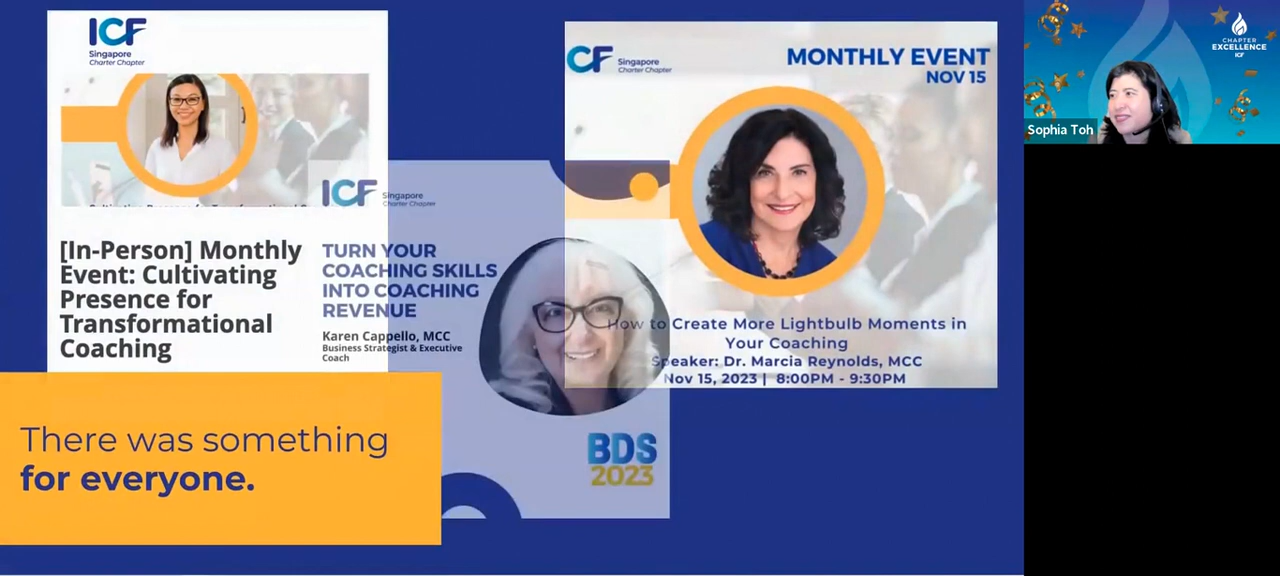 ICF
Singapore
Charter Chapter
[In-Person] Monthly
Event: Cultivating
Presence for
Transformational
Coaching
ICF
Singapore
Charter Chapter
TURN YOUR
COACHING SKILLS
INTO COACHING
REVENUE
Karen Cappello, MCC
Business Strategist & Executive
Coach
BDS
2023
CF
Singapore
Charter Chapter
MONTHLY EVENT
NOV 15
How to Create More Lightbulb Moments in
Your Coaching
Speaker: Dr. Marcia Reynolds, MCC
Nov 15, 2023 | 8:00PM - 9:30PM
There was something
for everyone.
CHAPTER
EXCELLENCE
ICF
Sophia Toh